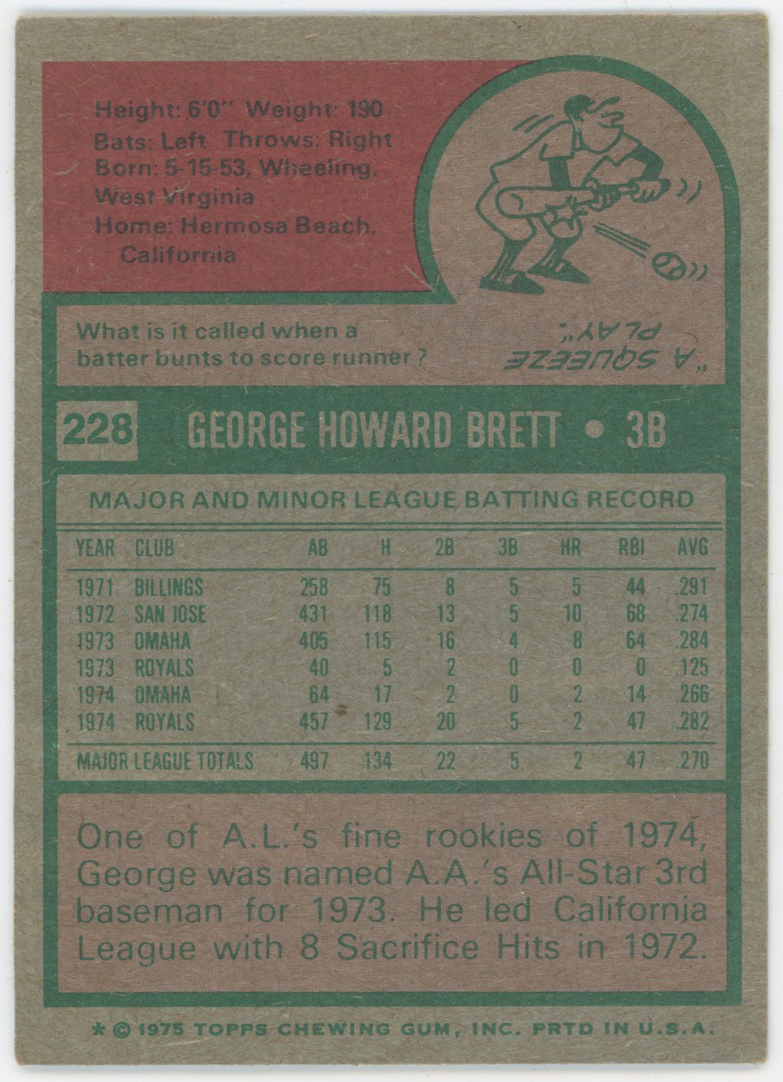 Height: 6'0" Weight: 190
Bats: Left Throws: Right
Born: 5-15-53, Wheeling,
West Virginia
Home: Hermosa Beach,
California
What is it called when a
batter bunts to score runner?
"A SQUEEZE
PLAY".
228 GEORGE HOWARD BRETT • 3B
MAJOR AND MINOR LEAGUE BATTING RECORD
YEAR CLUB AB H 2B 3B HR RBI AVG
1971 BILLINGS 258 75 8 5 5 44 .291
1972 SAN JOSE 431 118 13 5 10 68 .274
1973 OMAHA 405 115 16 4 8 64 .284
1973 ROYALS 40 5 2 0 0 0 .125
1974 OMAHA 64 17 2 0 2 14 .266
1974 ROYALS 457 129 20 5 2 47 .282
MAJOR LEAGUE TOTALS 497 134 22 5 2 47 .270
One of A.L.'s fine rookies of 1974,
George was named A.A.'s All-Star 3rd
baseman for 1973. He led California
League with 8 Sacrifice Hits in 1972.
* © 1975 TOPPS CHEWING GUM, INC. PRTD IN U.S.A.